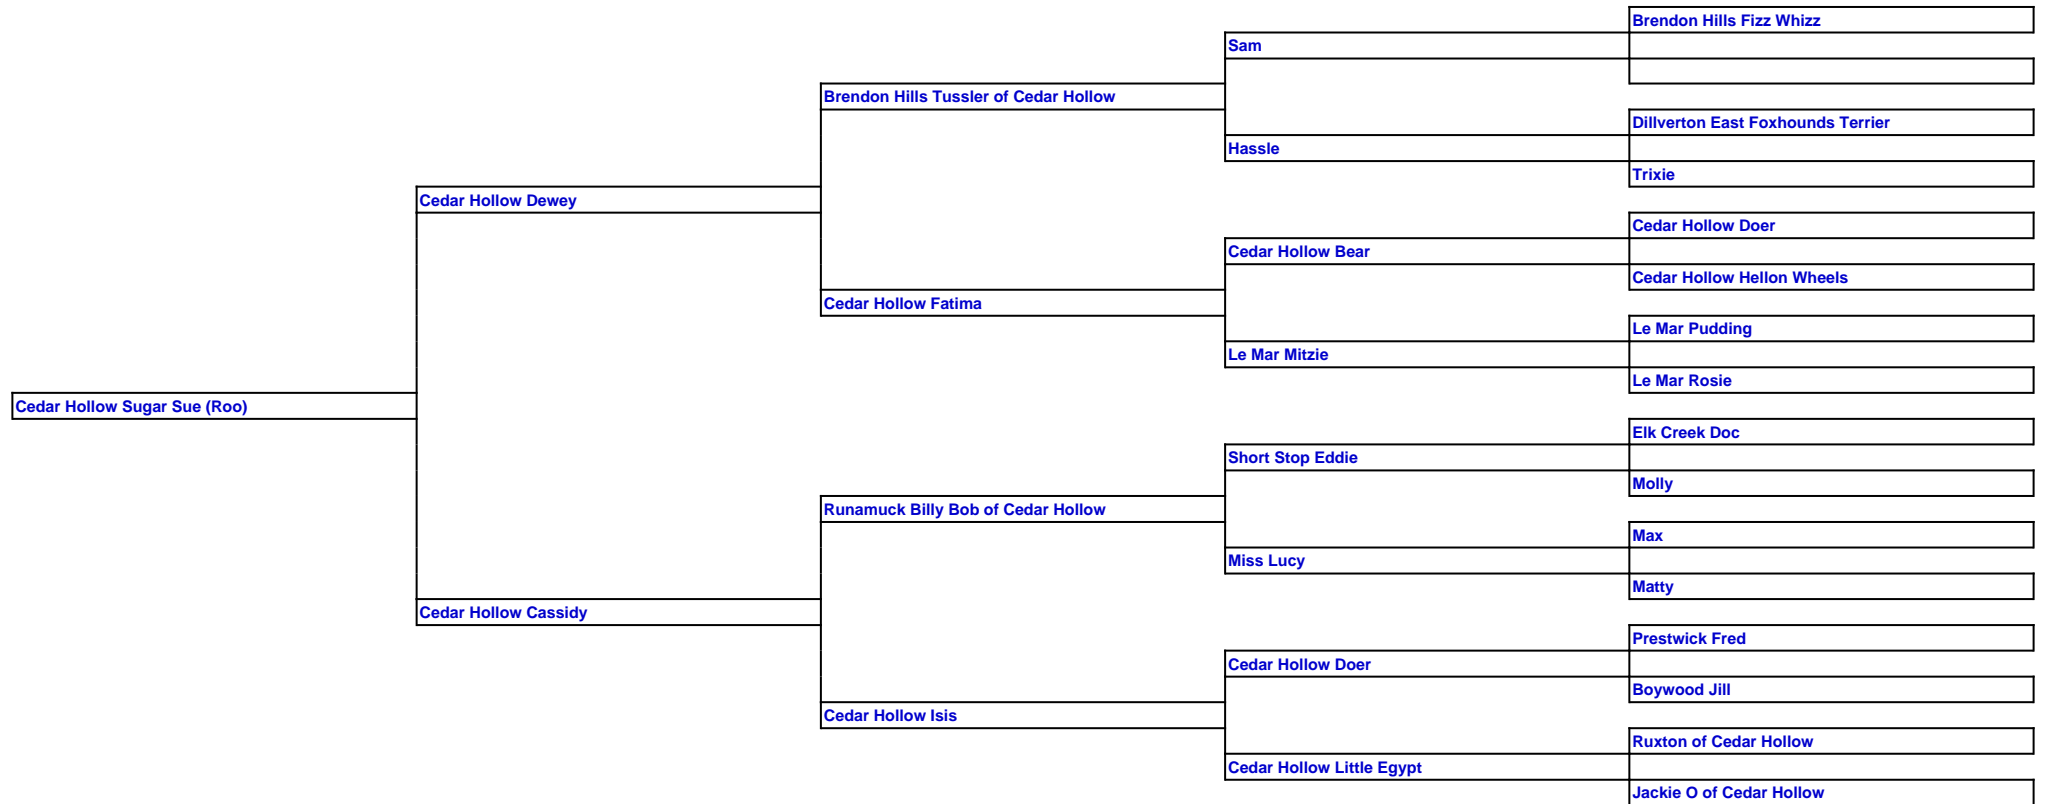 Brendon Hills Fizz Whizz
Sam
Brendon Hills Tussler of Cedar Hollow
Dillverton East Foxhounds Terrier
Hassle
Trixie
Cedar Hollow Dewey
Cedar Hollow Doer
Cedar Hollow Bear
Cedar Hollow Hellon Wheels
Cedar Hollow Fatima
Le Mar Pudding
Le Mar Mitzie
Le Mar Rosie
Cedar Hollow Sugar Sue (Roo)
Elk Creek Doc
Short Stop Eddie
Molly
Runamuck Billy Bob of Cedar Hollow
Max
Miss Lucy
Matty
Cedar Hollow Cassidy
Prestwick Fred
Cedar Hollow Doer
Boywood Jill
Cedar Hollow Isis
Ruxton of Cedar Hollow
Cedar Hollow Little Egypt
Jackie O of Cedar Hollow